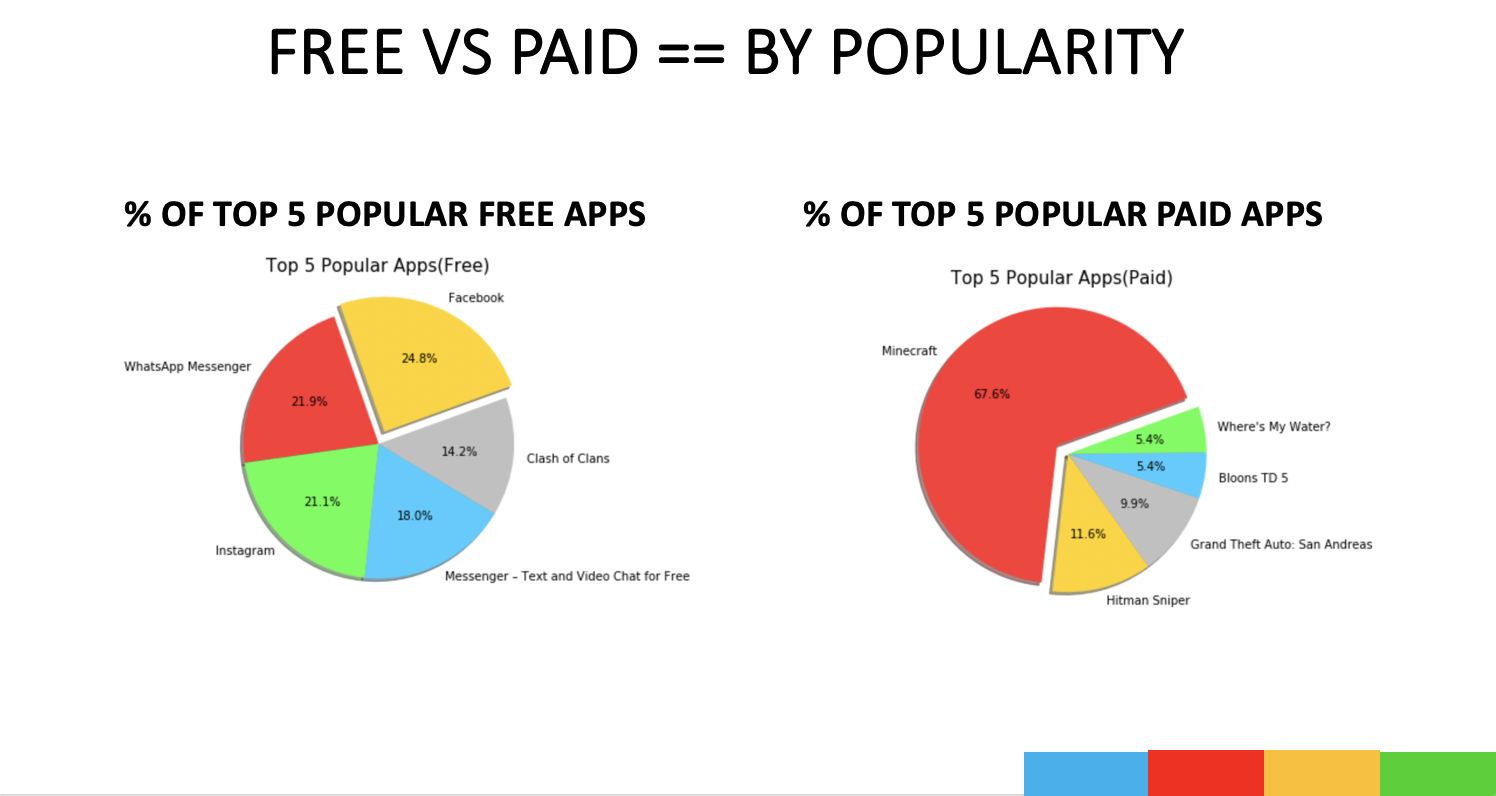 FREE VS PAID == BY POPULARITY
% OF TOP 5 POPULAR FREE APPS
Top 5 Popular Apps(Free)
Facebook
24.8%
WhatsApp Messenger
21.9%
14.2%
Clash of Clans
21.1%
18.0%
Instagram
Messenger – Text and Video Chat for Free
% OF TOP 5 POPULAR PAID APPS
Top 5 Popular Apps(Paid)
Minecraft
67.6%
Where's My Water?
5.4%
5.4%
Bloons TD 5
9.9%
11.6%
Grand Theft Auto: San Andreas
Hitman Sniper